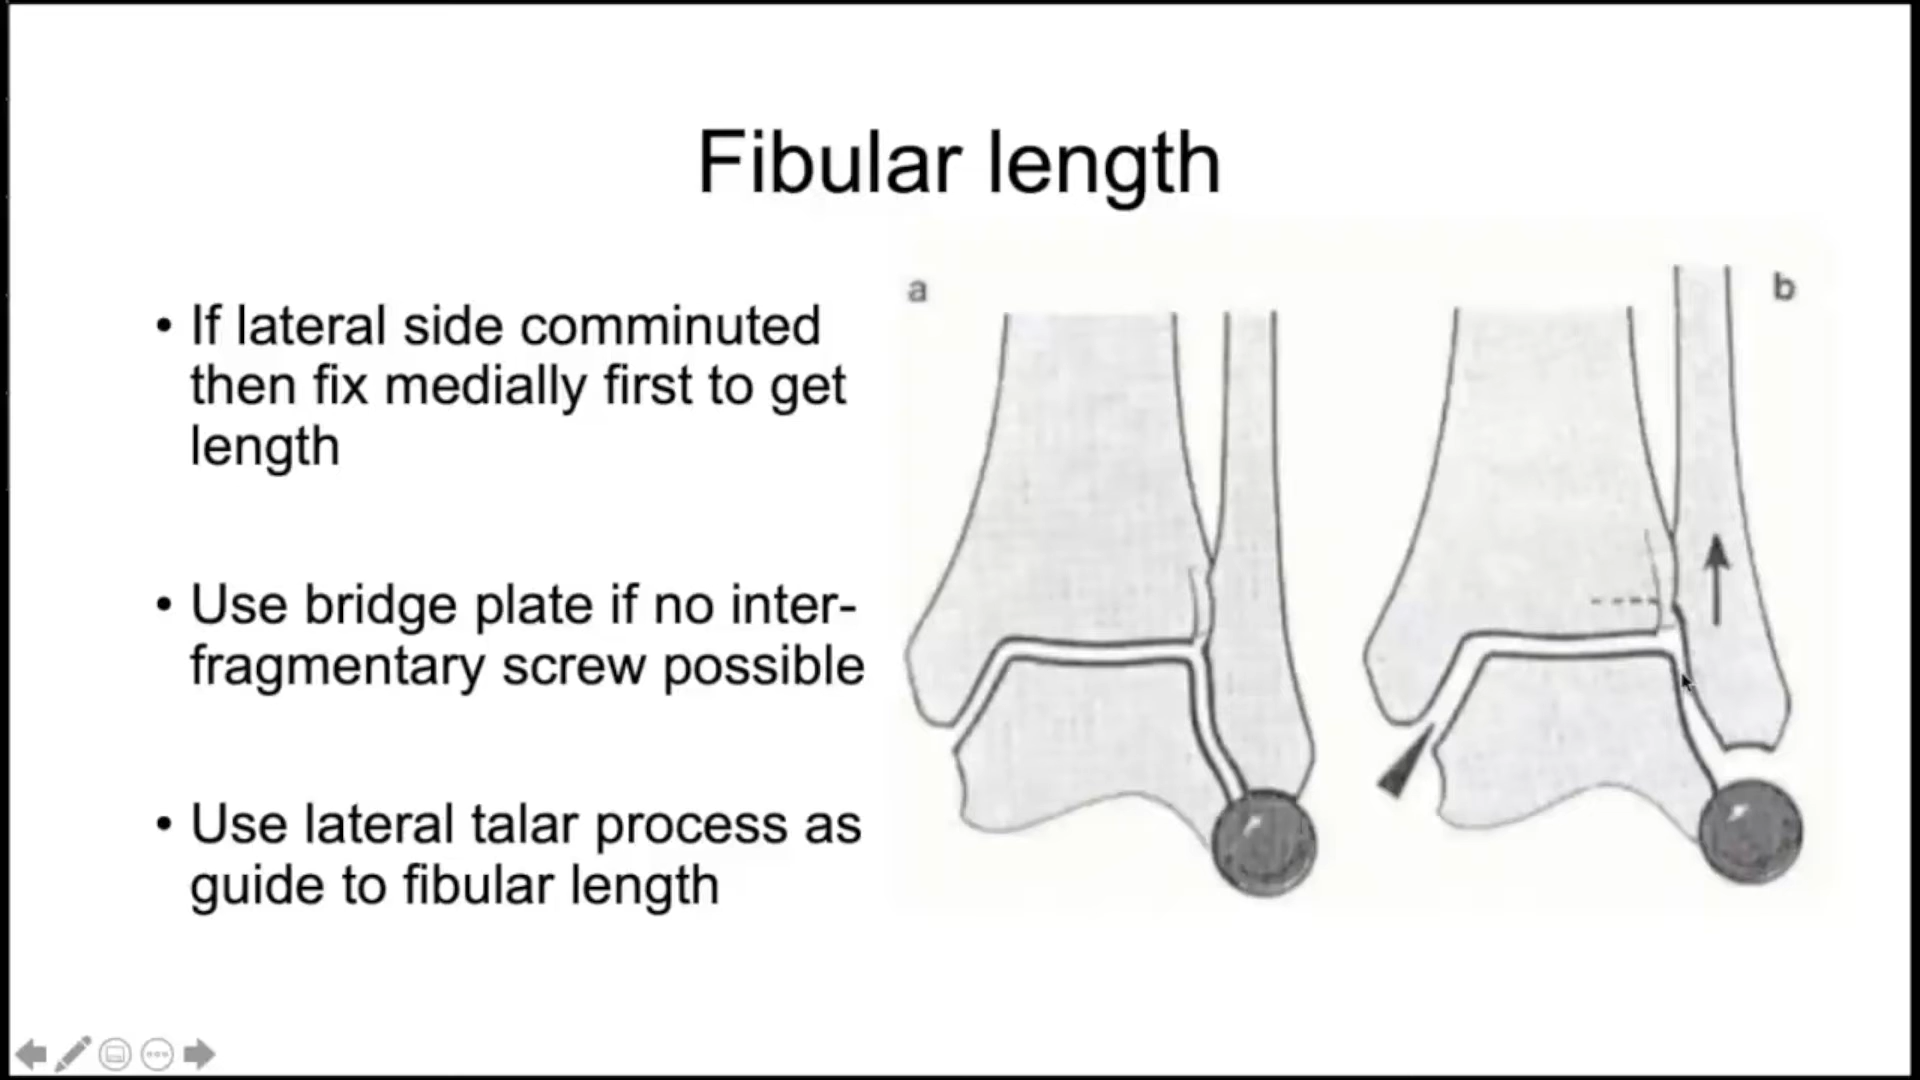 Fibular length
• If lateral side comminuted
then fix medially first to get
length
• Use bridge plate if no inter-
fragmentary screw possible
• Use lateral talar process as
guide to fibular length
a
b